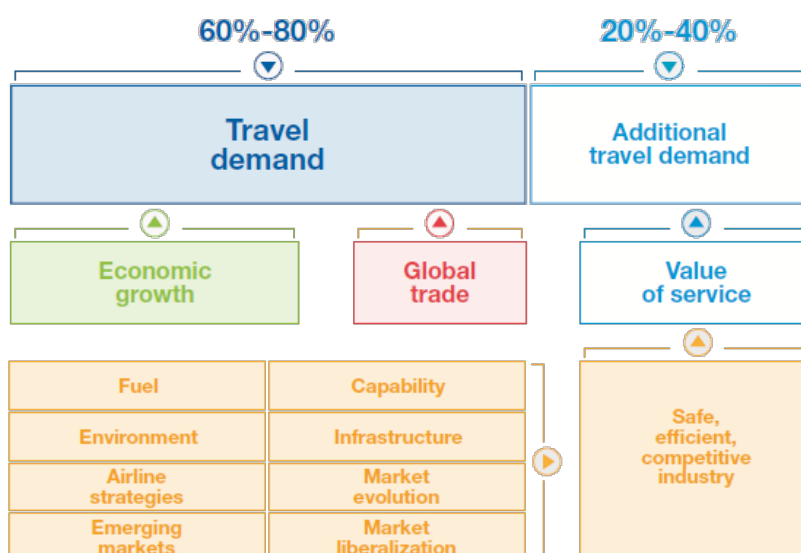 60%-80%
20%-40%
Travel
demand
Additional
travel demand
Economic
growth
Global
trade
Value
of service
Fuel
Capability
Environment
Infrastructure
Airline
strategies
Market
evolution
Emerging
markets
Market
liberalization
Safe,
efficient,
competitive
industry